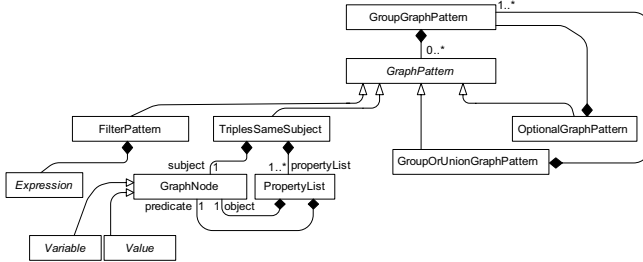 GroupGraphPattern
1..*
0..*
GraphPattern
FilterPattern
TriplesSameSubject
OptionalGraphPattern
subject 1
1..* propertyList
GroupOrUnionGraphPattern
Expression
GraphNode
PropertyList
predicate 1
1 object
Variable
Value